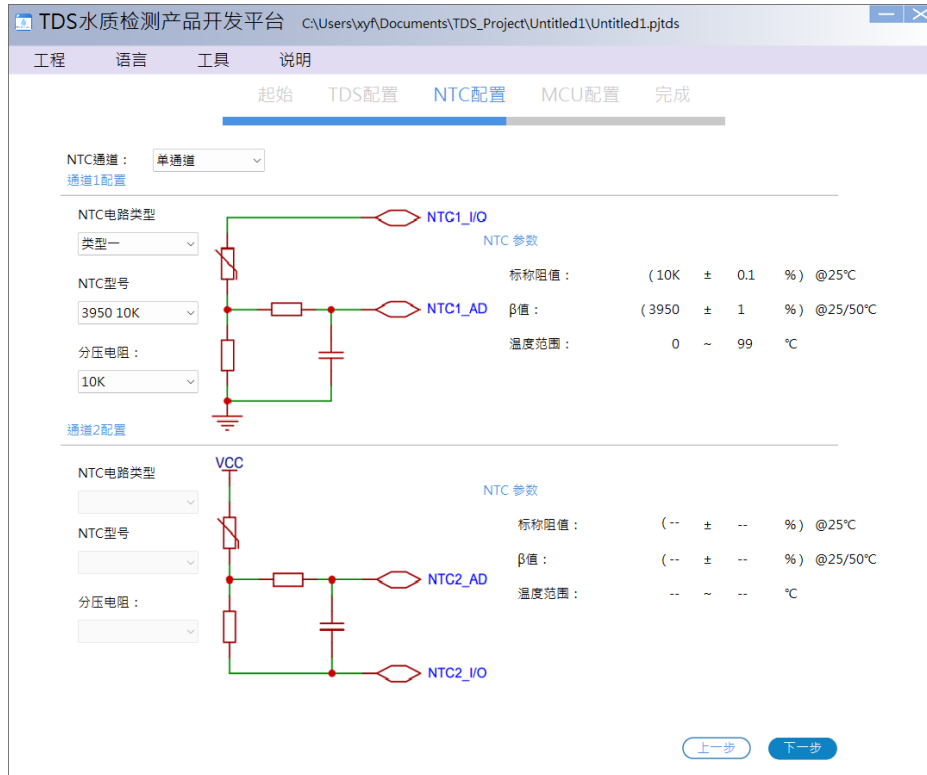 TDS水质检测产品开发平台 C:\Users\xyf\Documents\TDS_Project\Untitled1\Untitled1.pjtds
工程 语言 工具 说明
起始 TDS配置 NTC配置 MCU配置 完成
NTC通道： 单通道
通道1配置
NTC电路类型
类型一
NTC型号
3950 10K
分压电阻：
10K
NTC1_I/O
NTC1_AD
NTC 参数
标称阻值： (10K ± 0.1 %) @25℃
β值： (3950 ± 1 %) @25/50℃
温度范围： 0 ~ 99 ℃
通道2配置
NTC电路类型
NTC型号
分压电阻：
VCC
NTC2_AD
NTC2_I/O
NTC 参数
标称阻值： (-- ± -- %) @25℃
β值： (-- ± -- %) @25/50℃
温度范围： -- ~ -- ℃
上一步 下一步